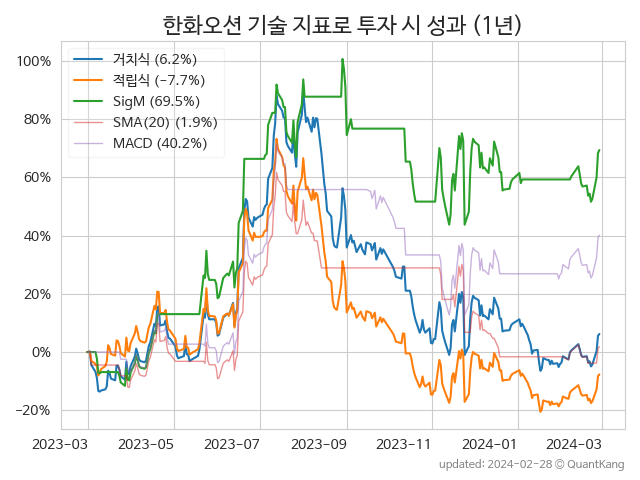 한화오션 기술 지표로 투자 시 성과 (1년)
거치식 (6.2%)
적립식 (−7.7%)
SigM (69.5%)
SMA(20) (1.9%)
MACD (40.2%)
100%
80%
60%
40%
20%
0%
−20%
2023-03 2023-05 2023-07 2023-09 2023-11 2024-01 2024-03
updated: 2024-02-28 ⓒ QuantKang